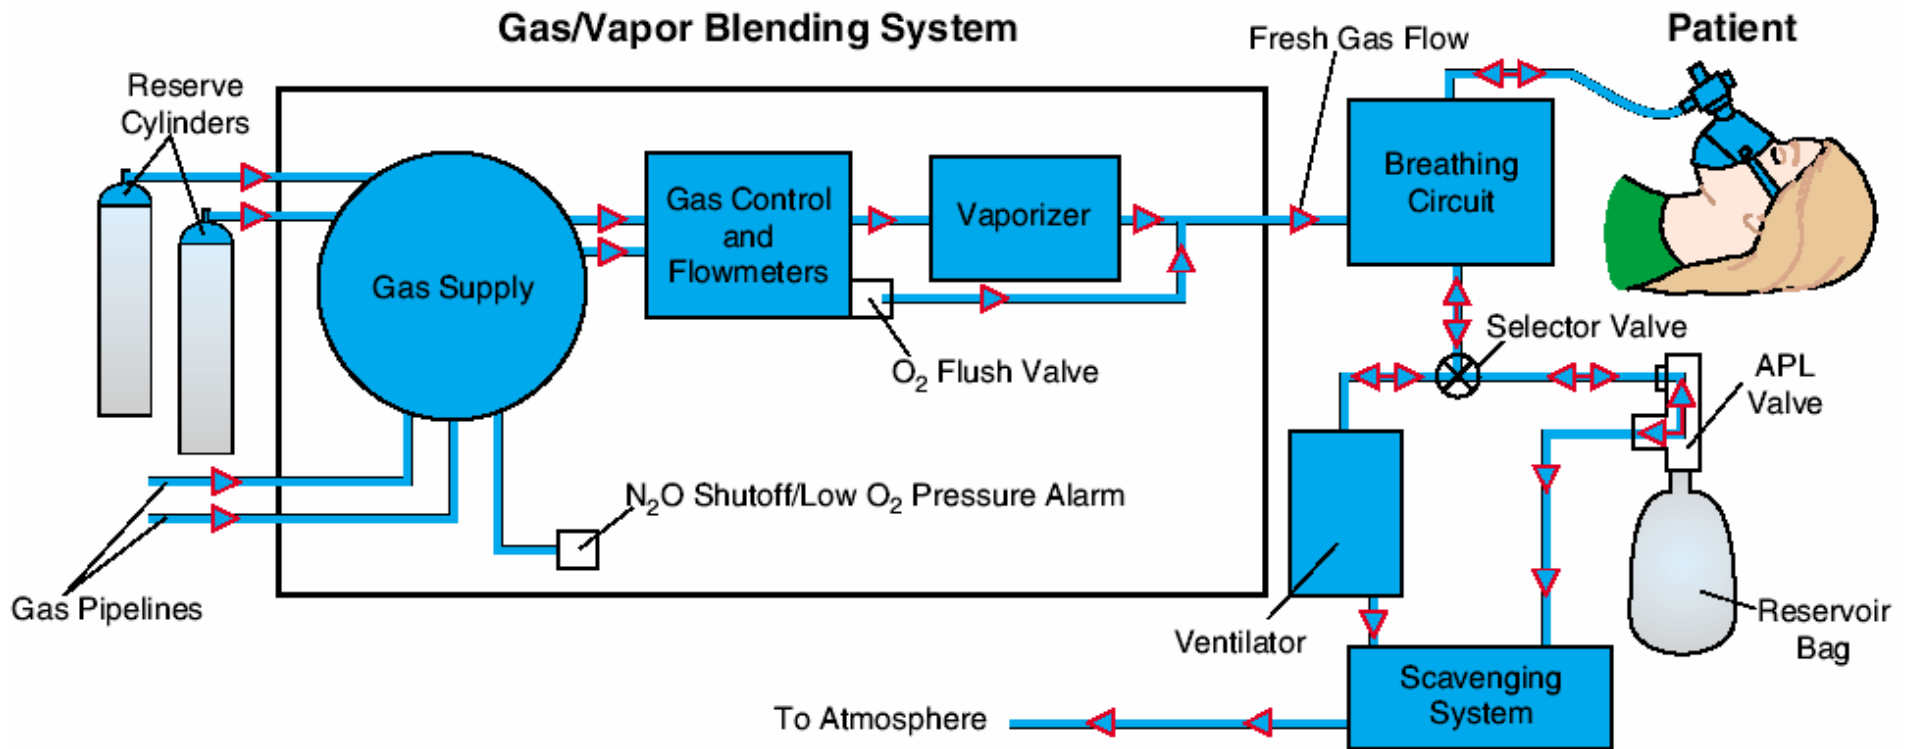 Gas/Vapor Blending System
Fresh Gas Flow
Patient
Reserve
Cylinders
Gas Supply
Gas Control
and
Flowmeters
Vaporizer
Breathing
Circuit
O₂ Flush Valve
Selector Valve
APL
Valve
N₂O Shutoff/Low O₂ Pressure Alarm
Gas Pipelines
Ventilator
Reservoir
Bag
Scavenging
System
To Atmosphere